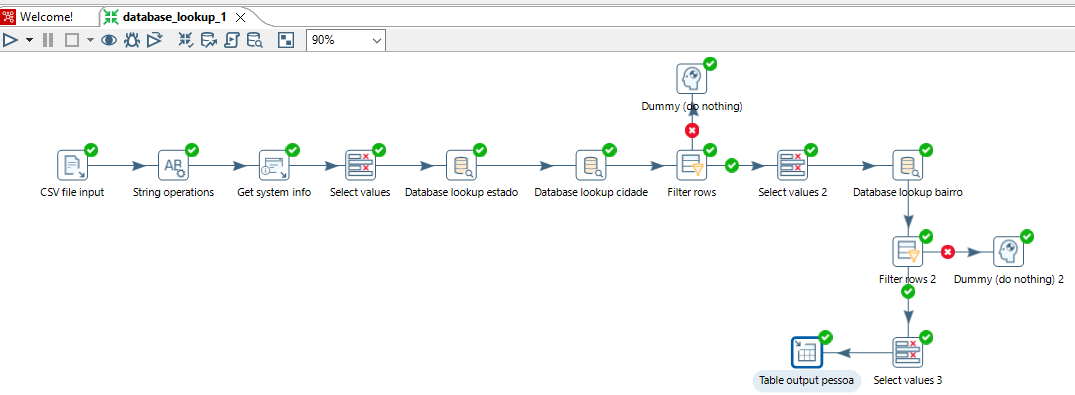 Welcome!
database_lookup_1
90%
Dummy (do nothing)
CSV file input
String operations
Get system info
Select values
Database lookup estado
Database lookup cidade
Filter rows
Select values 2
Database lookup bairro
Filter rows 2
Dummy (do nothing) 2
Table output pessoa
Select values 3